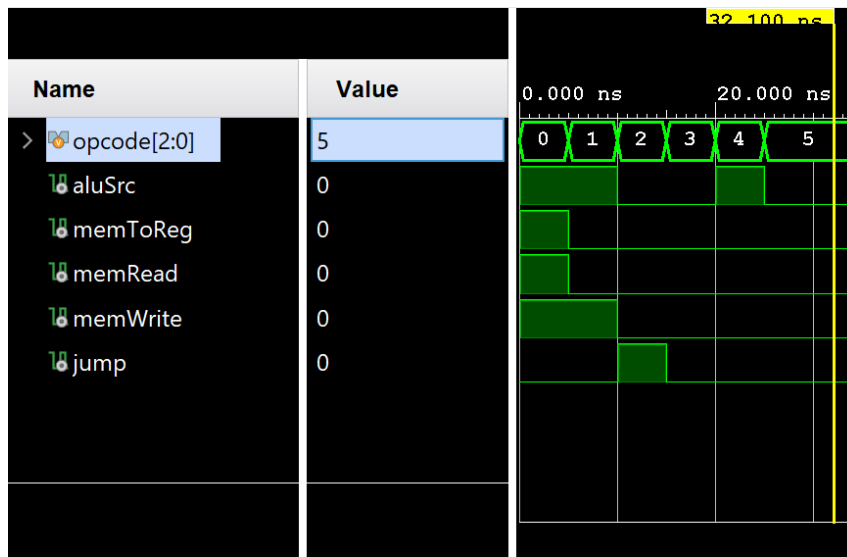 32.100 ns
Name Value
0.000 ns 20.000 ns
opcode[2:0] 5 0 1 2 3 4 5
aluSrc 0
memToReg 0
memRead 0
memWrite 0
jump 0